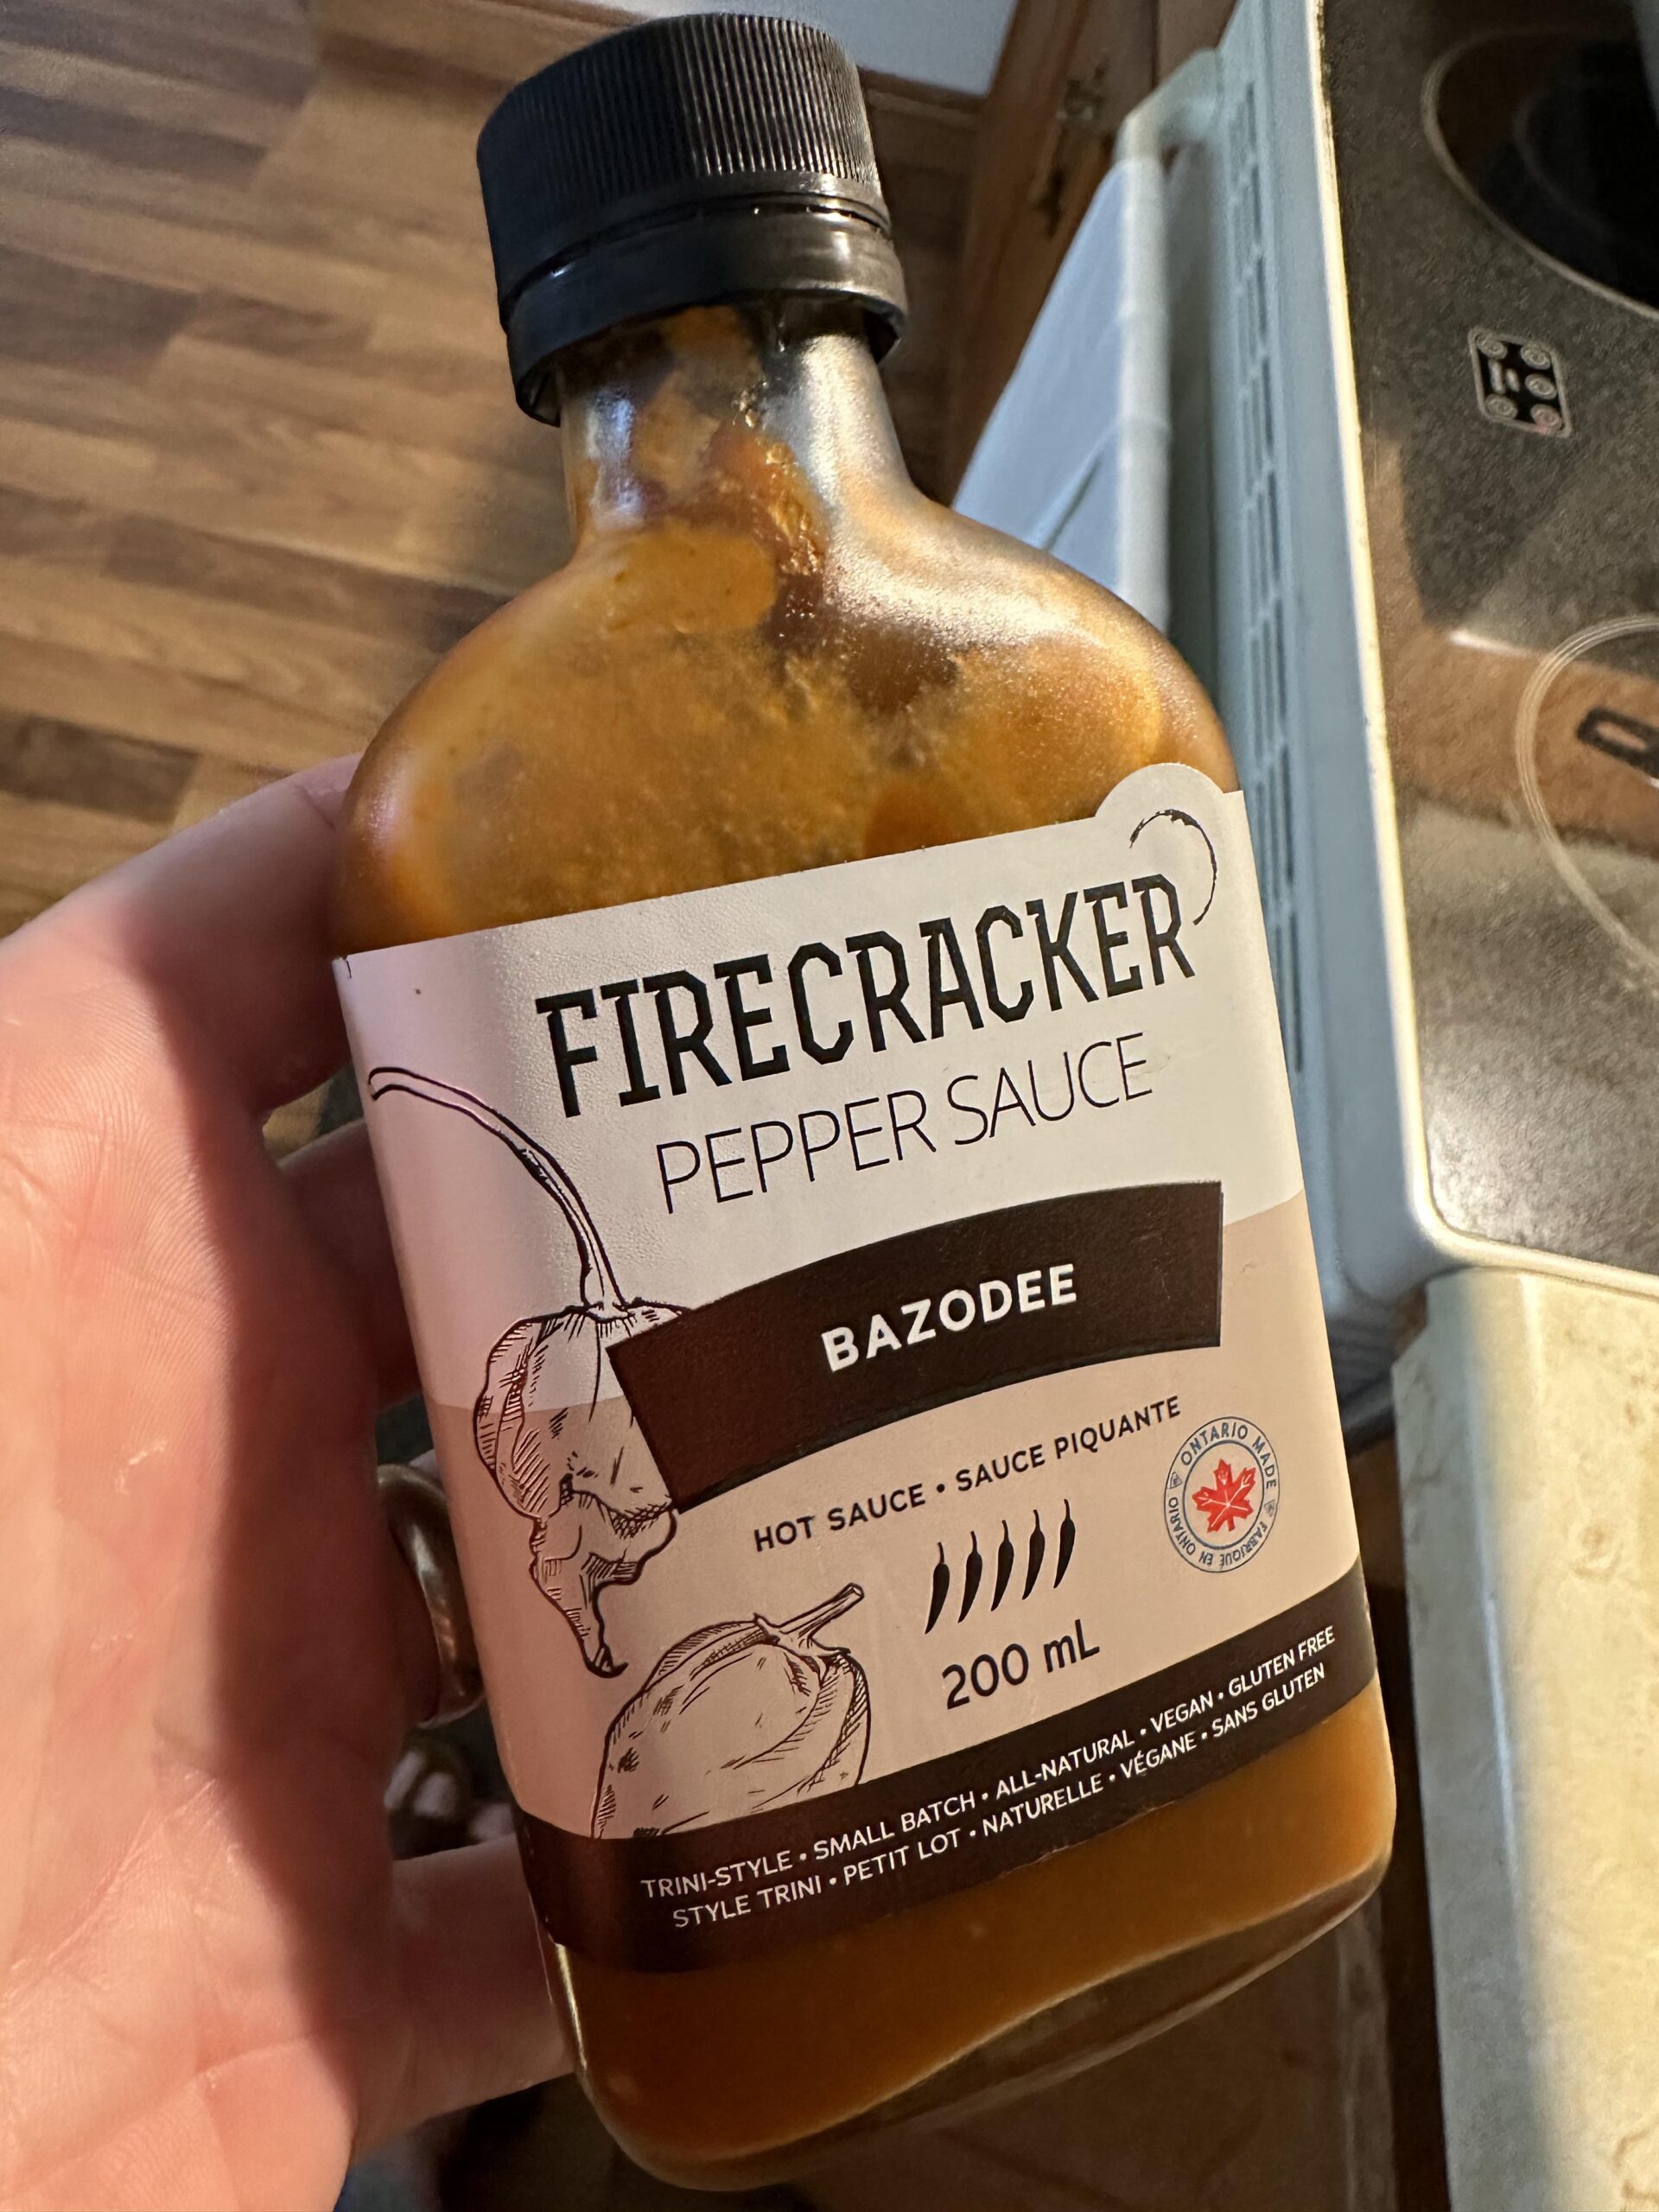 FIRECRACKER
PEPPER SAUCE
BAZODEE
HOT SAUCE • SAUCE PIQUANTE
ONTARIO MADE
FABRIQUÉ EN ONTARIO
200 mL
TRINI-STYLE • SMALL BATCH • ALL-NATURAL • VEGAN • GLUTEN FREE
STYLE TRINI • PETIT LOT • NATURELLE • VÉGANE • SANS GLUTEN